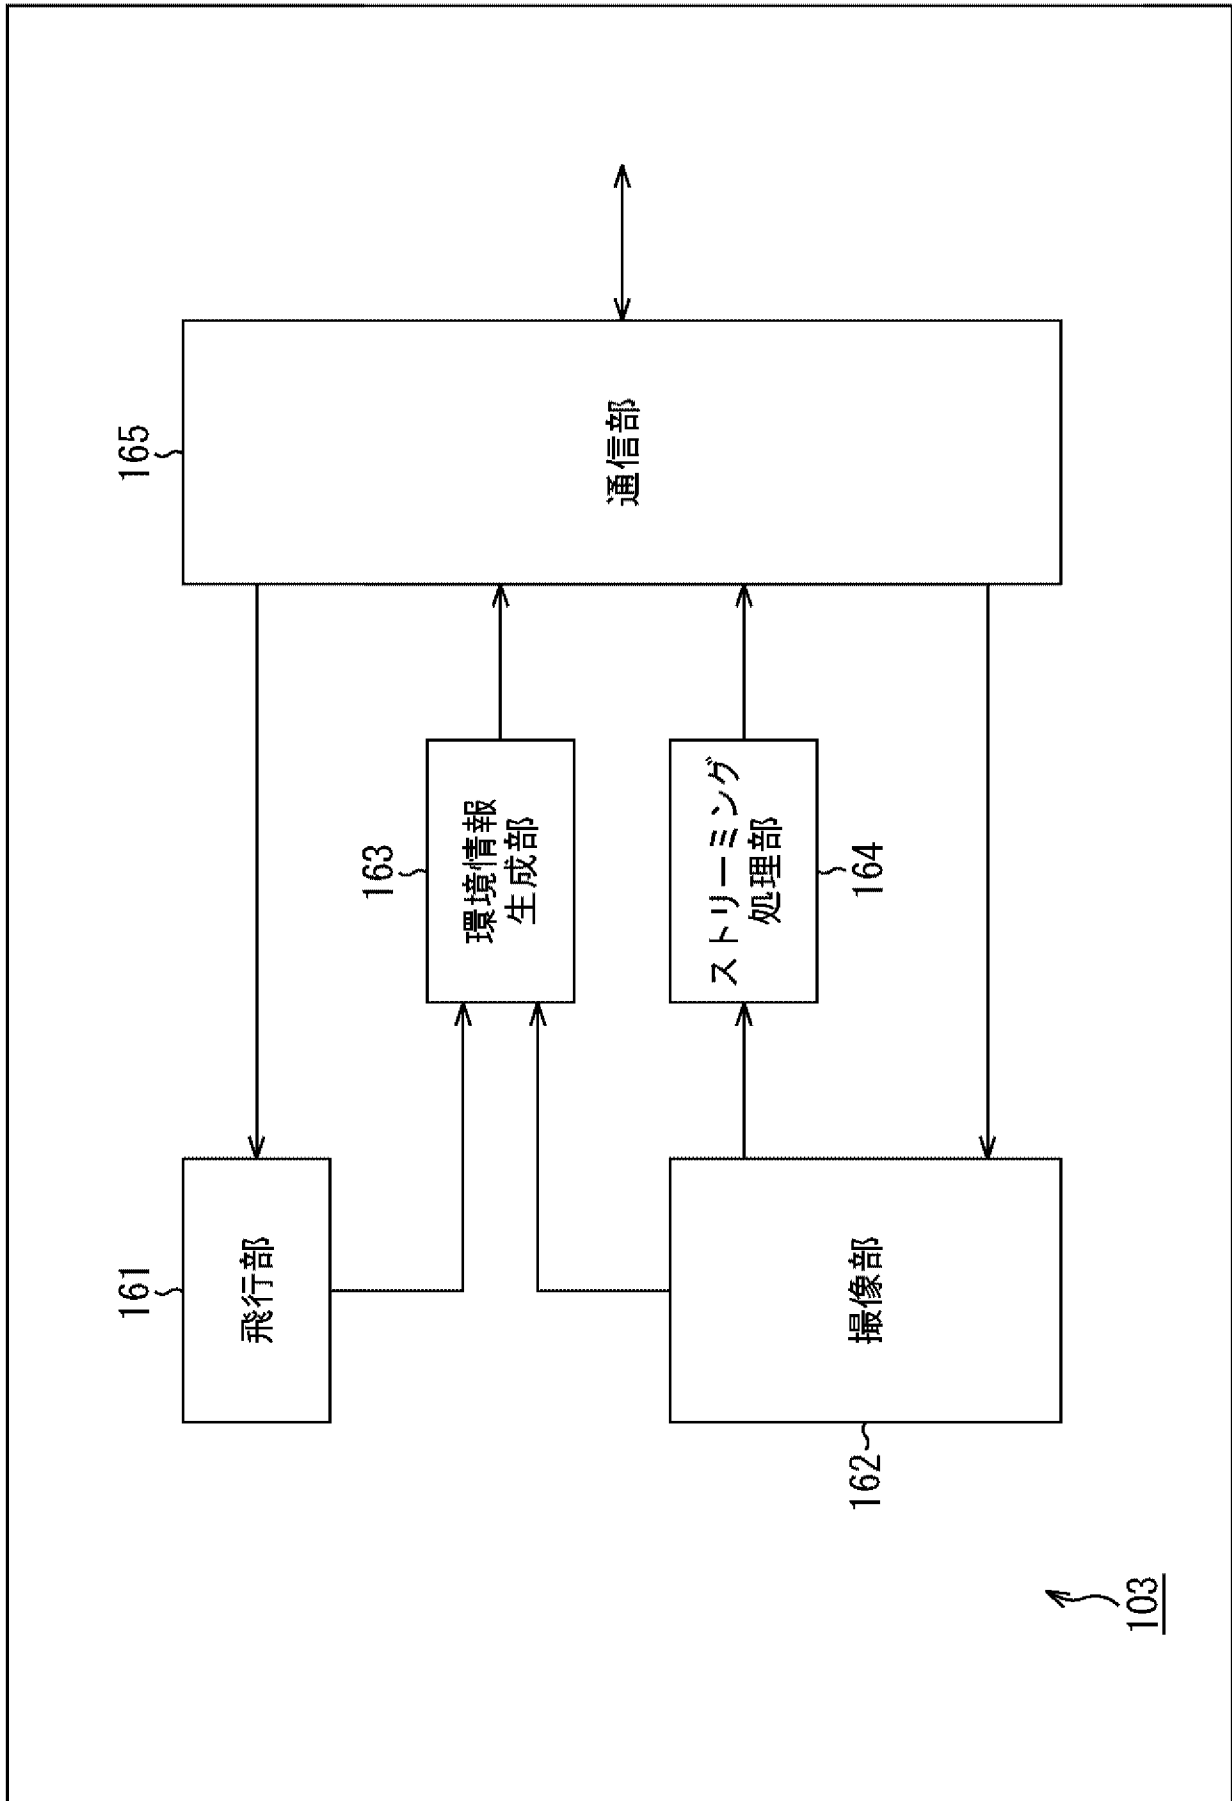 161
飛行部
163
環境情報
生成部
165
通信部
ストリーミング
処理部
164
撮像部
162
103